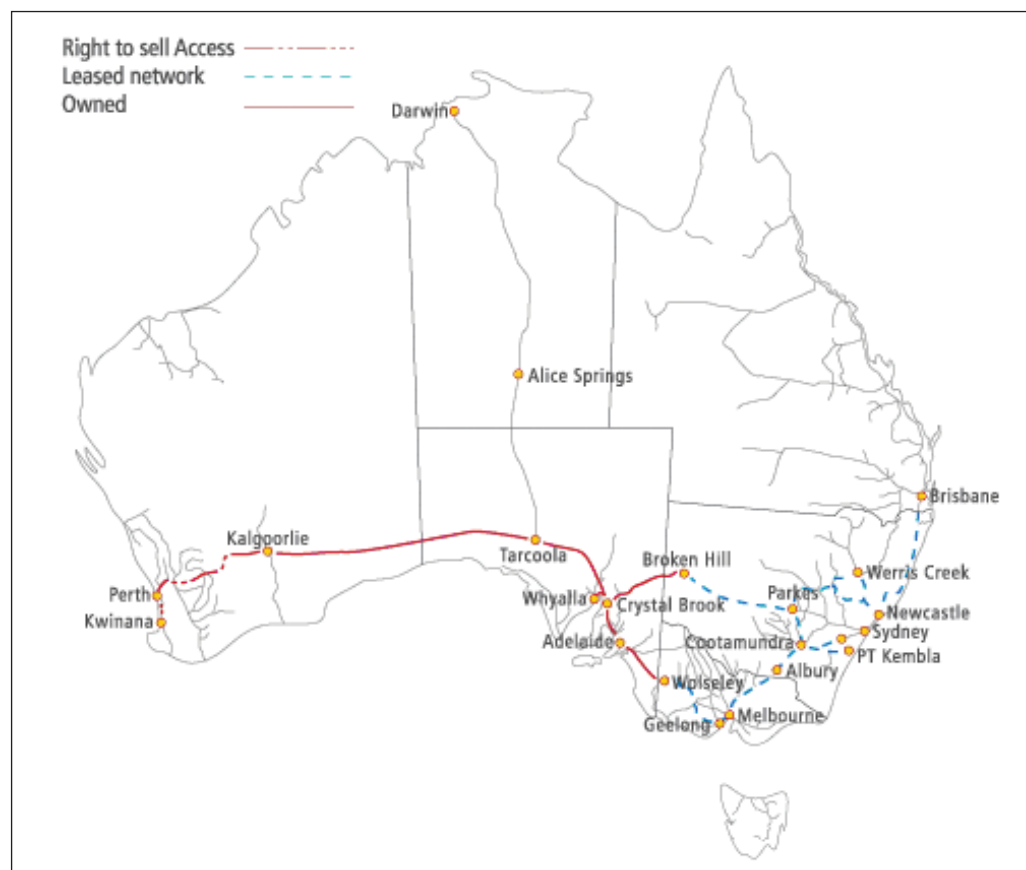 Right to sell Access
Leased network
Owned
Darwin
Alice Springs
Brisbane
Kalgoorlie
Tarcoola
Broken Hill
Werris Creek
Perth
Whyalla
Crystal Brook
Parkes
Newcastle
Kwinana
Adelaide
Cootamundra
Sydney
PT Kembla
Albury
Wolseley
Geelong
Melbourne